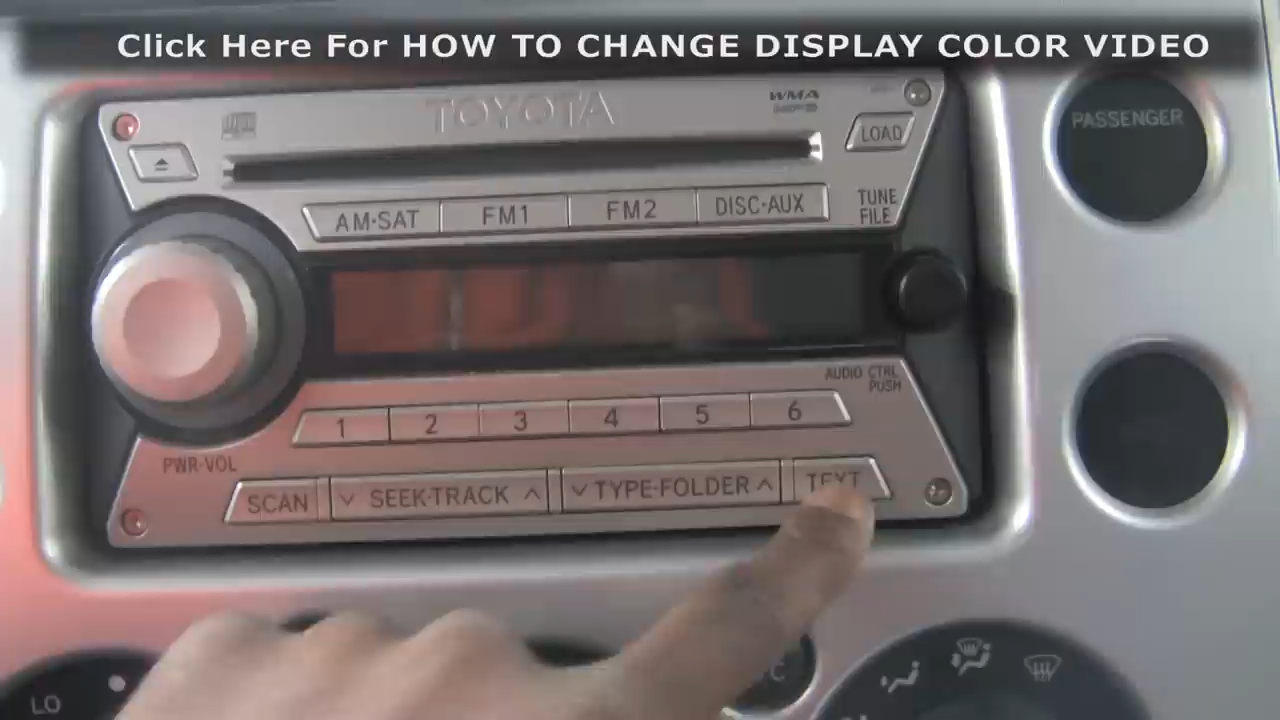 Click Here For HOW TO CHANGE DISPLAY COLOR VIDEO
TOYOTA
WMA
MP3
LOAD
PASSENGER
AM·SAT
FM1
FM2
DISC·AUX
TUNE
FILE
AUDIO CTRL
PUSH
1
2
3
4
5
6
PWR·VOL
SCAN
SEEK·TRACK
TYPE·FOLDER
TEXT
LO